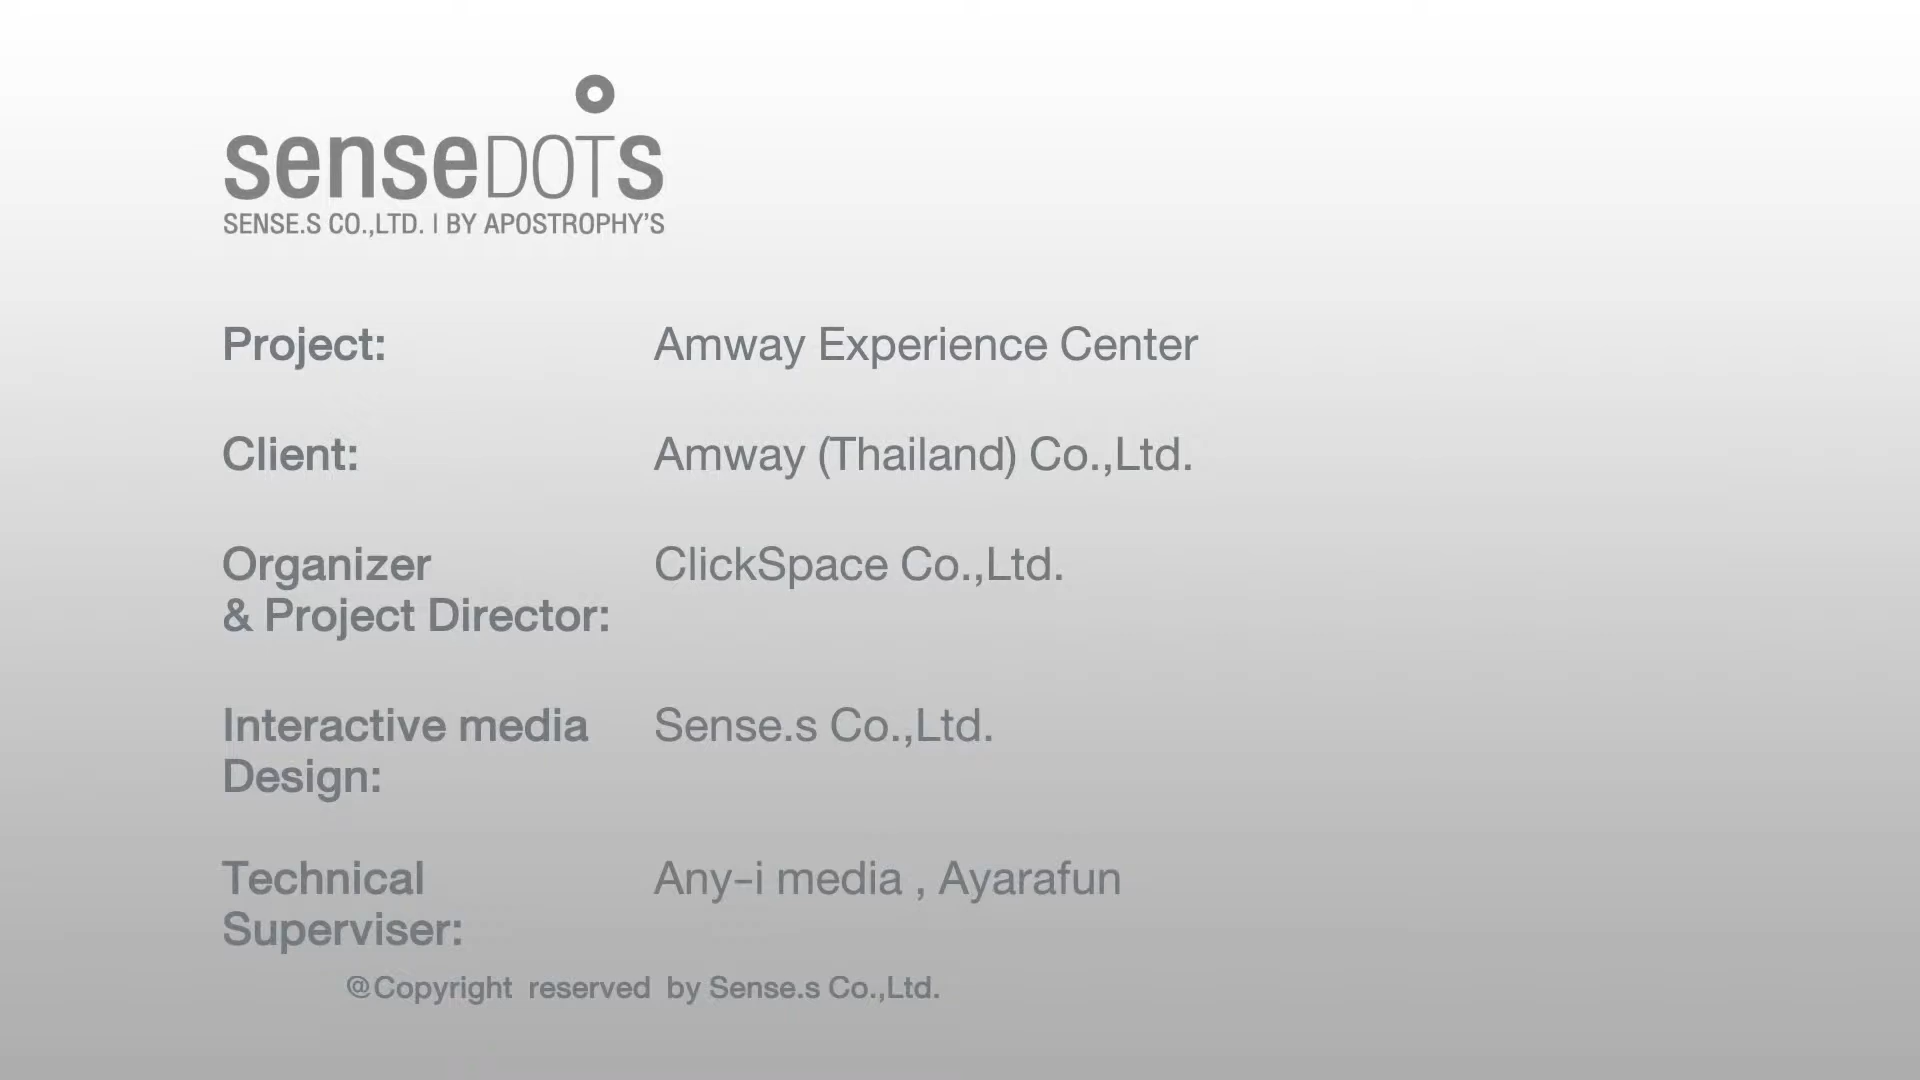 senseDOTs
SENSE.S CO.,LTD. | BY APOSTROPHY'S
Project: Amway Experience Center
Client: Amway (Thailand) Co.,Ltd.
Organizer ClickSpace Co.,Ltd.
& Project Director:
Interactive media Sense.s Co.,Ltd.
Design:
Technical Any-i media , Ayarafun
Superviser:
@Copyright reserved by Sense.s Co.,Ltd.